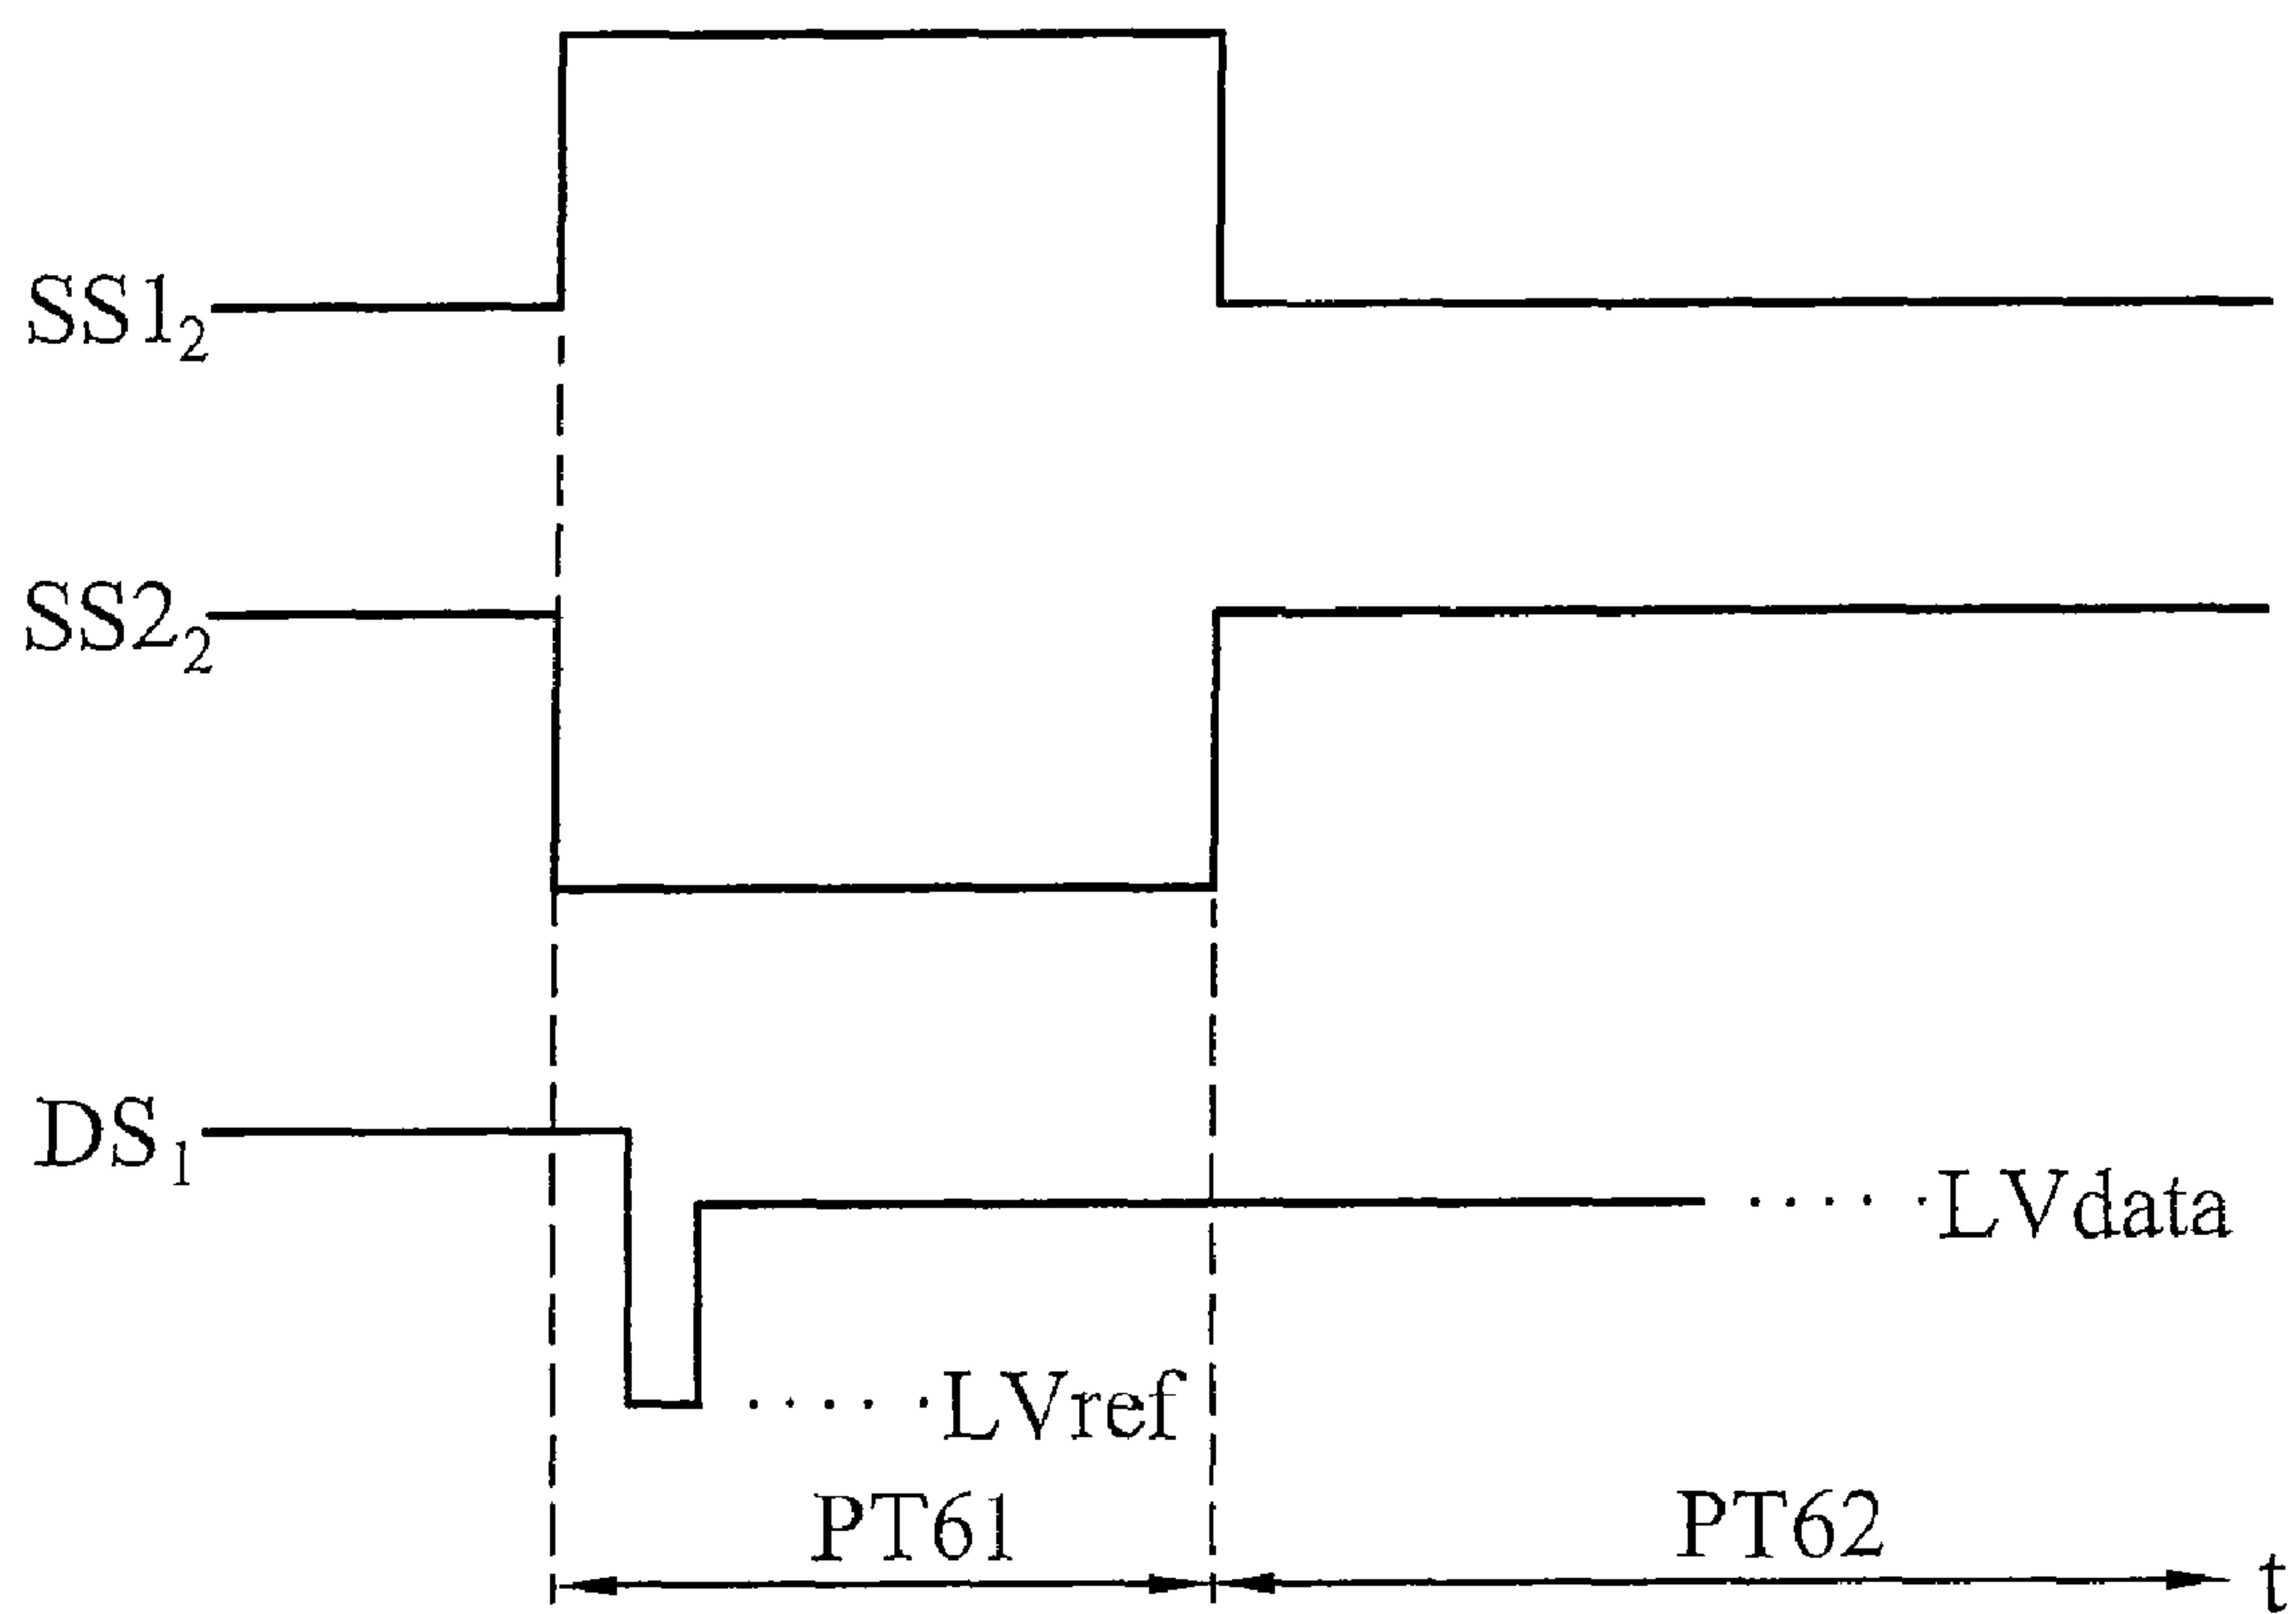 SS1₂
SS2₂
DS₁
LVdata
LVref
PT61
PT62
t